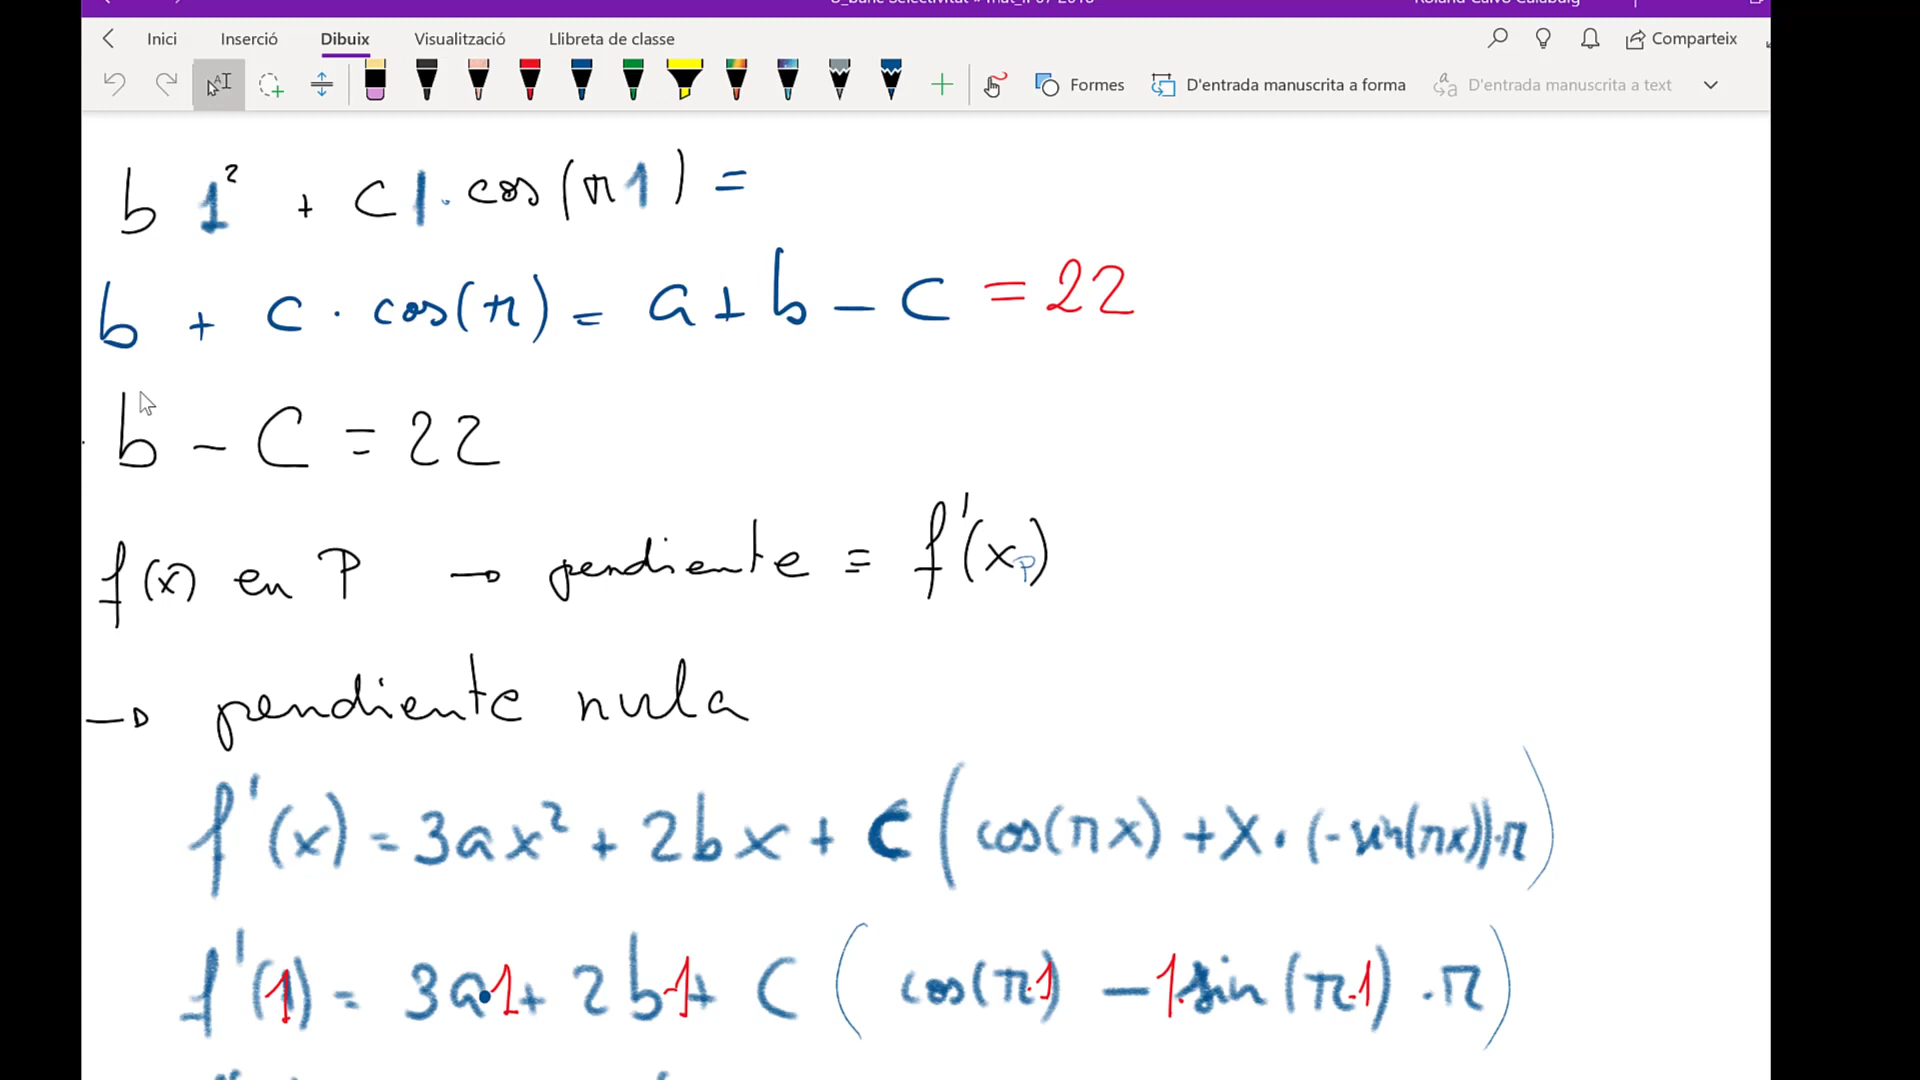 Inici Inserció Dibuix Visualització Llibreta de classe Comparteix
Formes D'entrada manuscrita a forma D'entrada manuscrita a text
b 1² + c 1 · cos(π 1) =
b + c · cos(π) = a + b − c = 22
b − c = 22
f(x) en P → pendiente = f'(x_P)
→ pendiente nula
f'(x) = 3ax² + 2bx + c (cos(πx) + x · (-sin(πx))·π)
f'(1) = 3a·1 + 2b·1 + c ( cos(π·1) − 1·sin(π·1) · π)